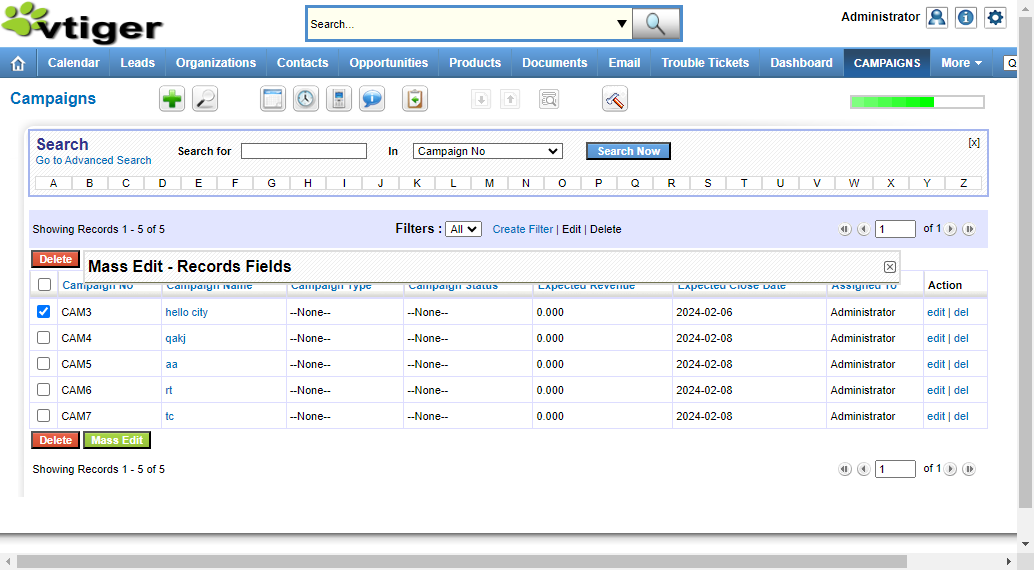 vtiger
Search...
Administrator
Calendar Leads Organizations Contacts Opportunities Products Documents Email Trouble Tickets Dashboard CAMPAIGNS More Q
Campaigns
Search
Go to Advanced Search
Search for In Campaign No Search Now [x]
A B C D E F G H I J K L M N O P Q R S T U V W X Y Z
Showing Records 1 - 5 of 5 Filters : All Create Filter | Edit | Delete 1 of 1
Delete
Mass Edit - Records Fields
Campaign No Campaign Name Campaign Type Campaign Status Expected Revenue Expected Close Date Assigned To Action
CAM3 hello city --None-- --None-- 0.000 2024-02-06 Administrator edit | del
CAM4 qakj --None-- --None-- 0.000 2024-02-08 Administrator edit | del
CAM5 aa --None-- --None-- 0.000 2024-02-08 Administrator edit | del
CAM6 rt --None-- --None-- 0.000 2024-02-08 Administrator edit | del
CAM7 tc --None-- --None-- 0.000 2024-02-08 Administrator edit | del
Delete Mass Edit
Showing Records 1 - 5 of 5 1 of 1